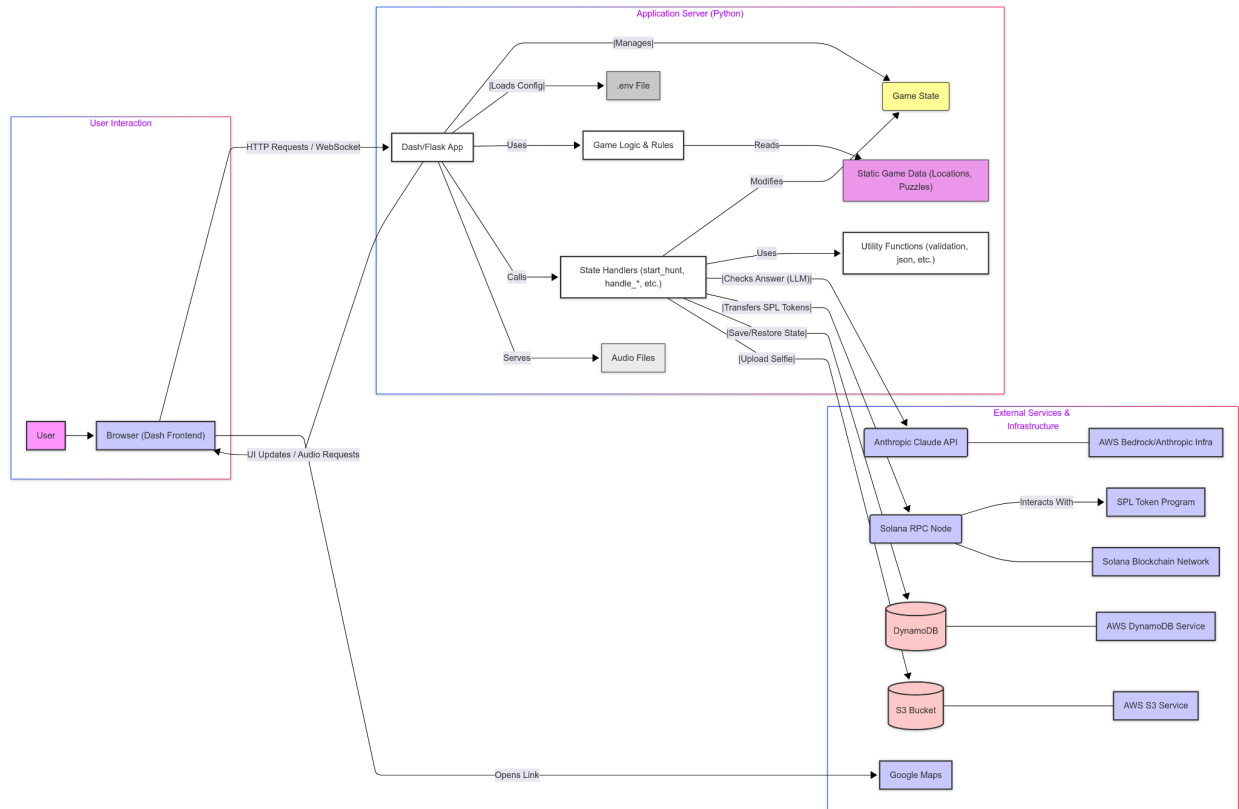 Application Server (Python)
|Manages|
|Loads Config|
.env File
Game State
User Interaction
HTTP Requests / WebSocket
Dash/Flask App
Uses
Game Logic & Rules
Reads
Static Game Data (Locations,
Puzzles)
Modifies
Calls
State Handlers (start_hunt,
handle_*, etc.)
Uses
Utility Functions (validation,
json, etc.)
|Checks Answer (LLM)|
|Transfers SPL Tokens|
|Save/Restore State|
|Upload Selfie|
Serves
Audio Files
External Services &
Infrastructure
User
Browser (Dash Frontend)
UI Updates / Audio Requests
Anthropic Claude API
AWS Bedrock/Anthropic Infra
Interacts With
SPL Token Program
Solana RPC Node
Solana Blockchain Network
DynamoDB
AWS DynamoDB Service
S3 Bucket
AWS S3 Service
Opens Link
Google Maps